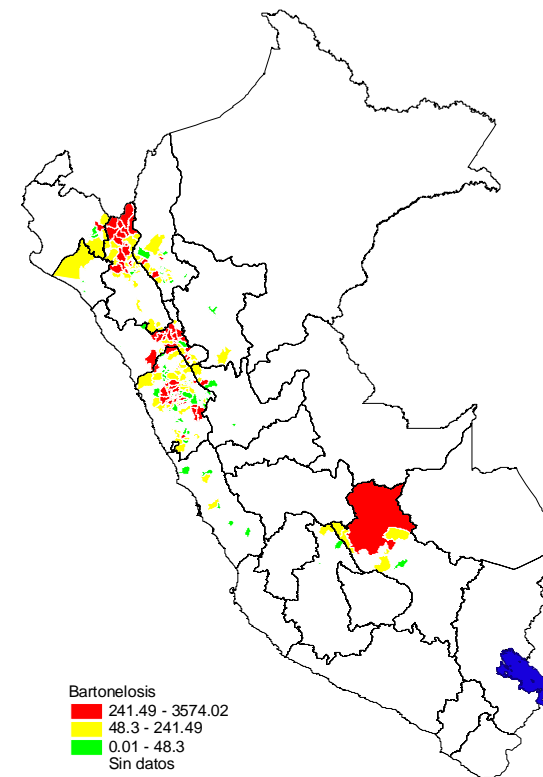 Bartonelosis
241.49 - 3574.02
48.3 - 241.49
0.01 - 48.3
Sin datos